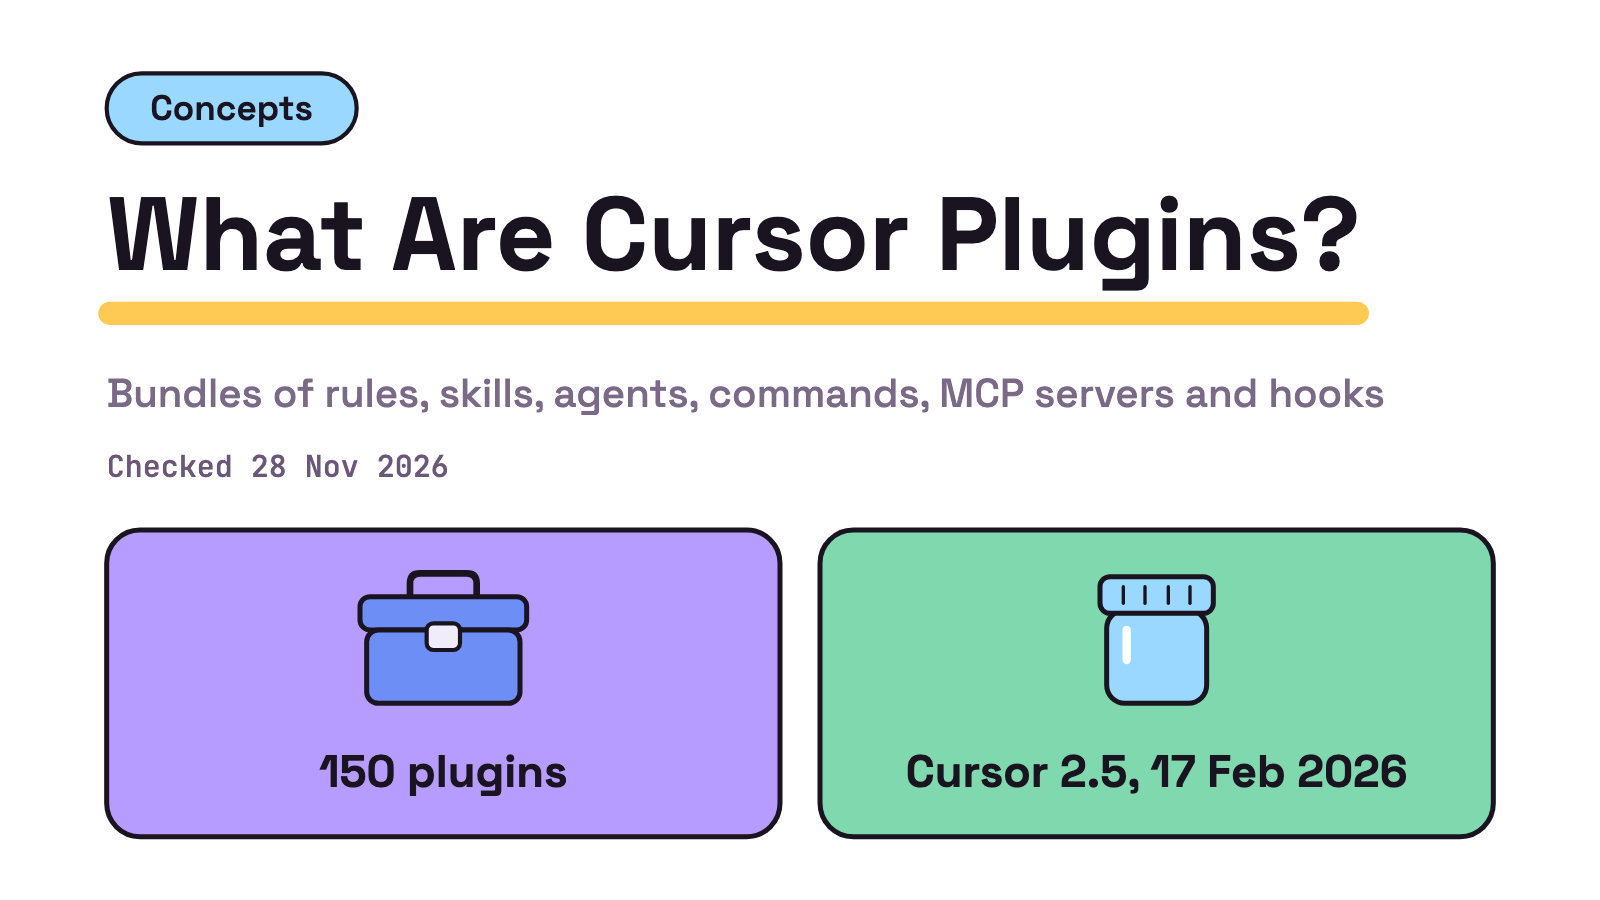 Concepts
What Are Cursor Plugins?
Bundles of rules, skills, agents, commands, MCP servers and hooks
Checked 28 Nov 2026
150 plugins
Cursor 2.5, 17 Feb 2026